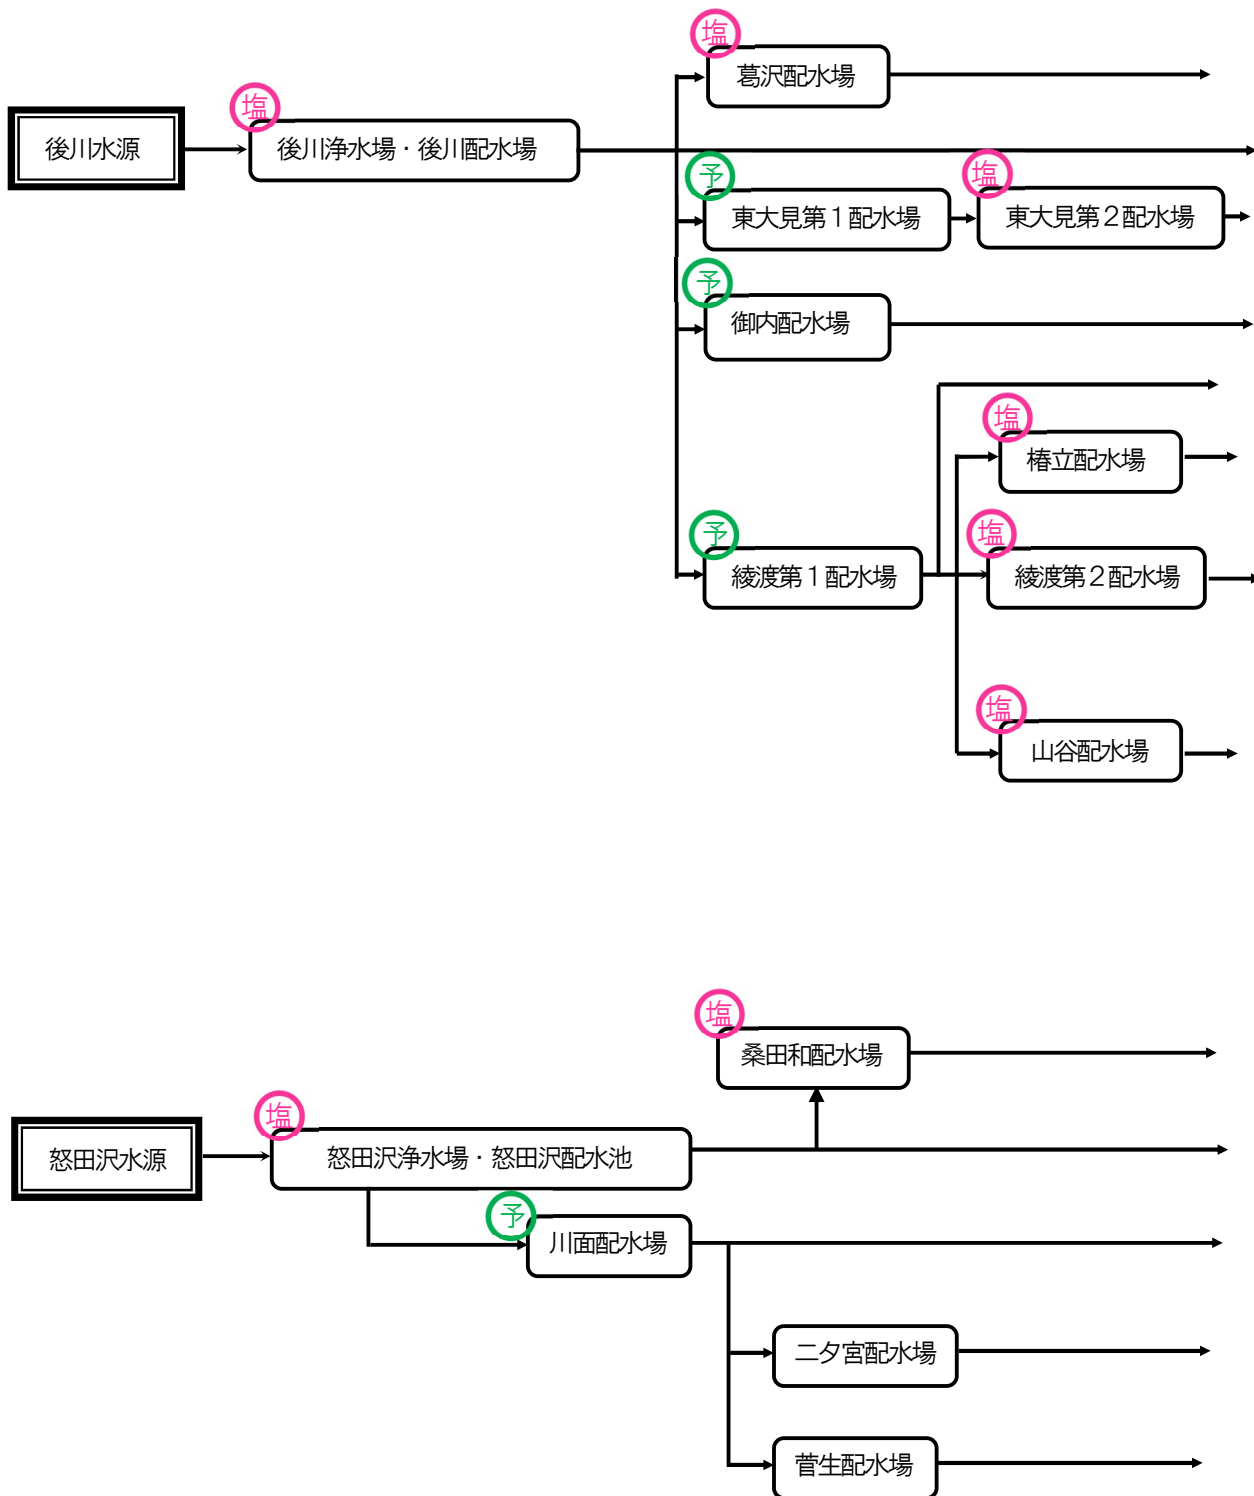 塩
葛沢配水場
塩
後川水源
後川浄水場・後川配水場
予
塩
東大見第１配水場
東大見第２配水場
予
御内配水場
塩
椿立配水場
予
塩
綾渡第１配水場
綾渡第２配水場
塩
山谷配水場
塩
桑田和配水場
塩
怒田沢水源
怒田沢浄水場・怒田沢配水池
予
川面配水場
二タ宮配水場
菅生配水場